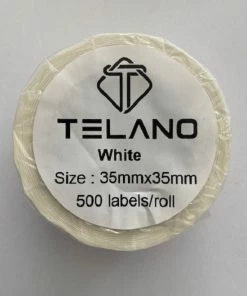 TELANO
White
Size : 35mmx35mm
500 labels/roll